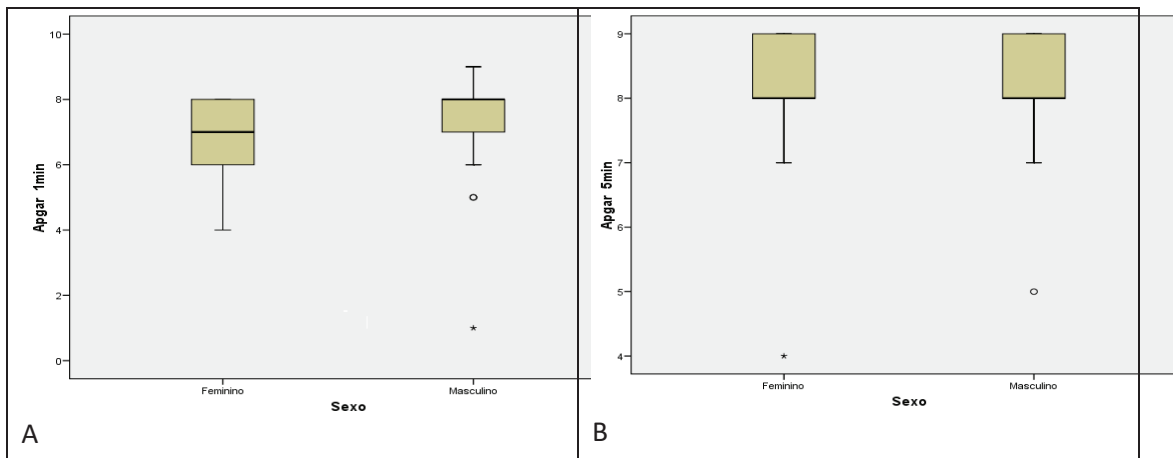 Apgar 1min
10
8
6
4
2
0
Feminino
Masculino
Sexo
A
Apgar 5min
9
8
7
6
5
4
Feminino
Masculino
Sexo
B